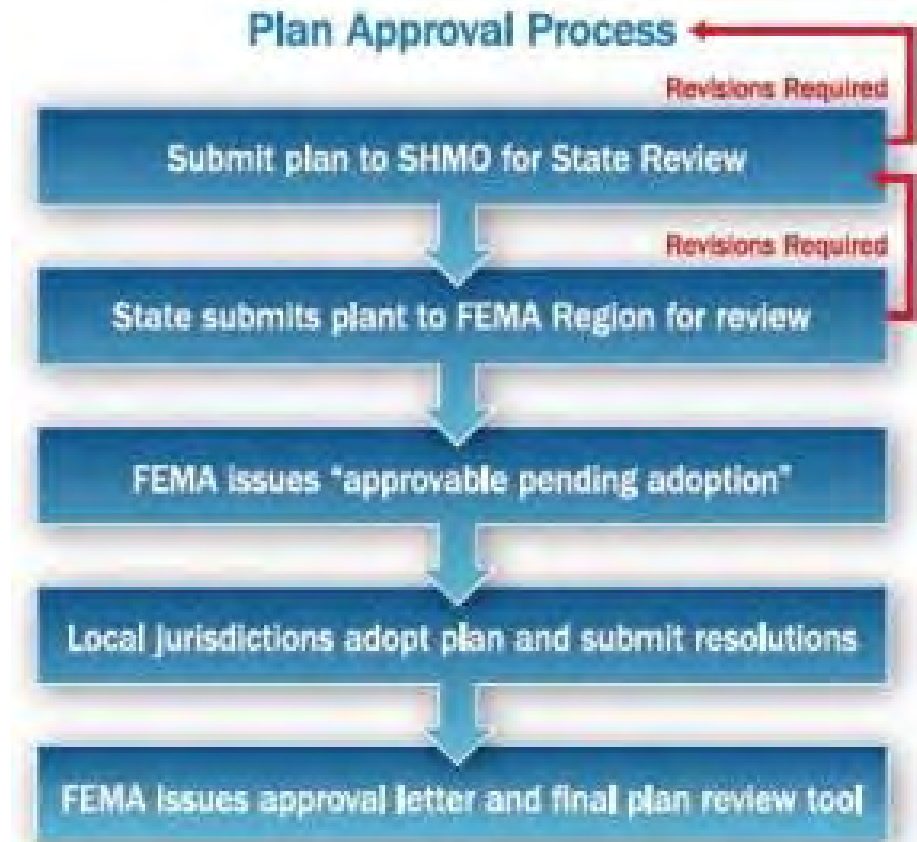 Plan Approval Process
Revisions Required
Submit plan to SHMO for State Review
Revisions Required
State submits plant to FEMA Region for review
FEMA issues "approvable pending adoption"
Local jurisdictions adopt plan and submit resolutions
FEMA issues approval letter and final plan review tool